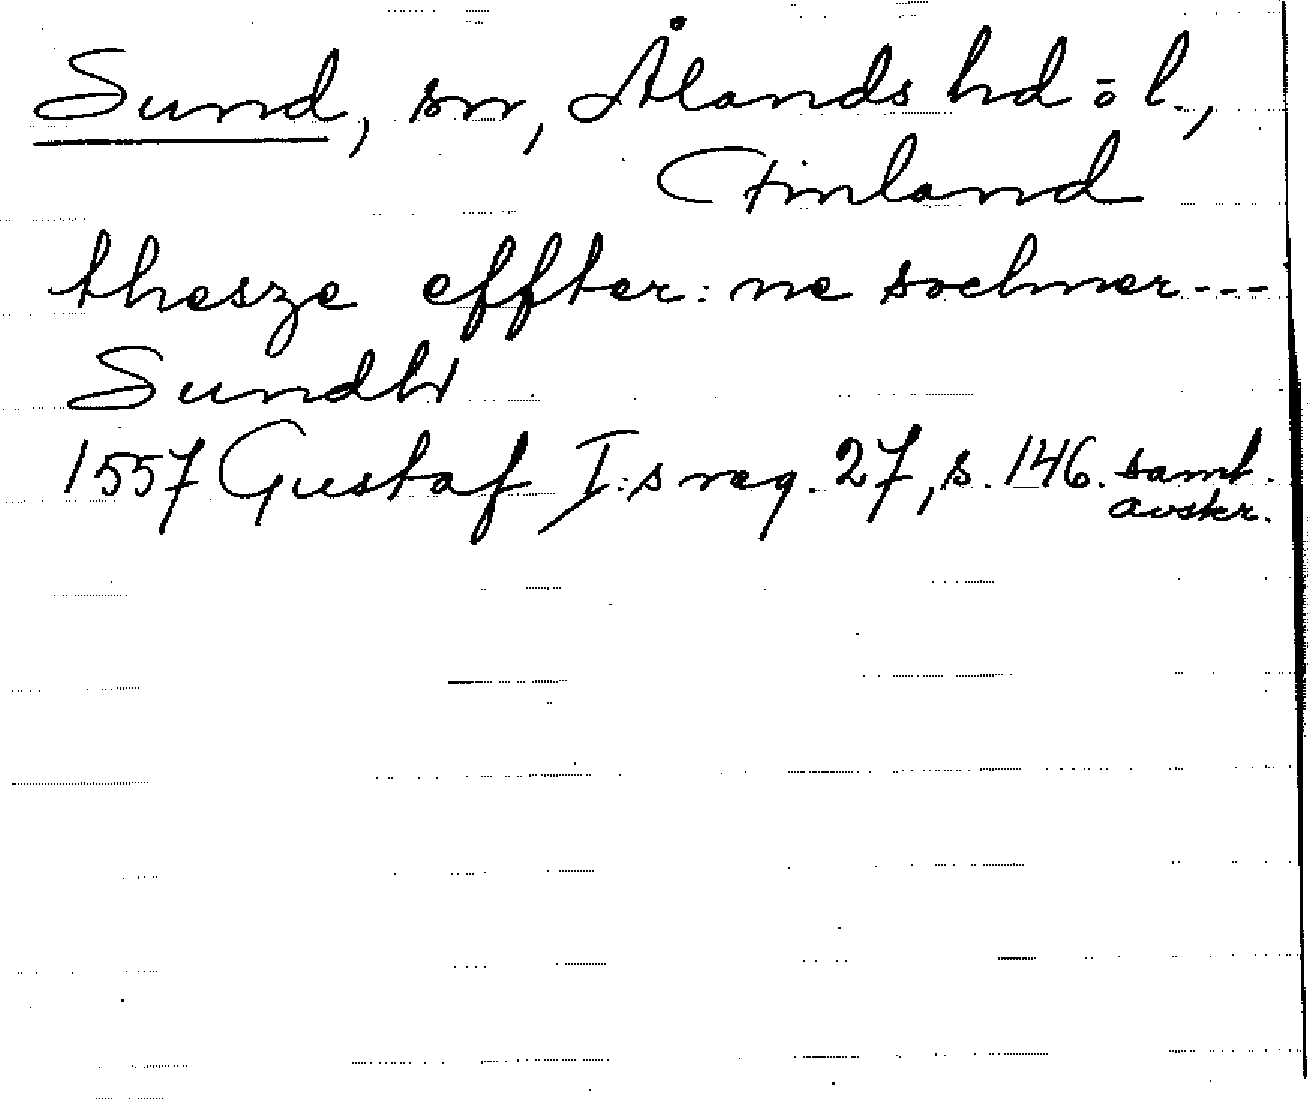 Sund, sn, Ålands hd ö l.,
Finland
thesze effter: ne sochner---
Sundh
1557 Gustaf I:s reg. 27, s. 146. samt.
avskr.